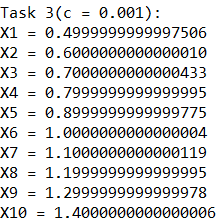 Task 3(c = 0.001):
X1 = 0.4999999999997506
X2 = 0.6000000000000010
X3 = 0.7000000000000433
X4 = 0.7999999999999995
X5 = 0.8999999999999775
X6 = 1.0000000000000004
X7 = 1.1000000000000119
X8 = 1.1999999999999995
X9 = 1.2999999999999978
X10 = 1.4000000000000006